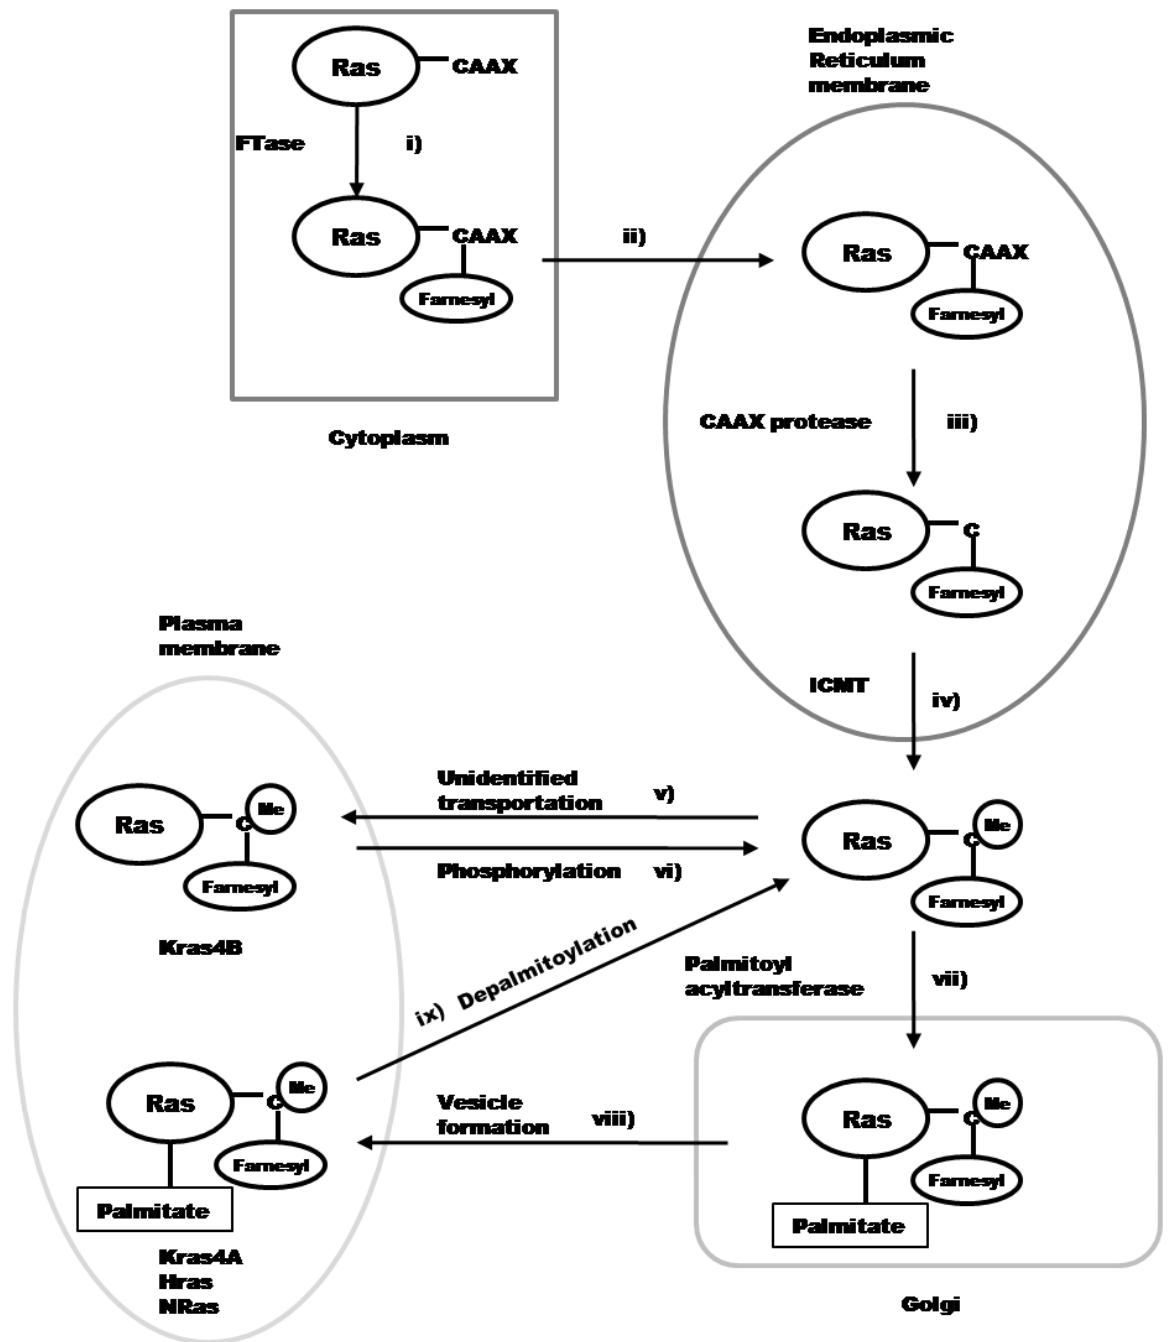 Ras
CAAX
FTase
i)
Ras
CAAX
Farnesyl
Cytoplasm
ii)
Endoplasmic
Reticulum
membrane
Ras
CAAX
Farnesyl
CAAX protease
iii)
Ras
C
Farnesyl
ICMT
iv)
Plasma
membrane
Ras
C
Me
Farnesyl
Kras4B
Unidentified
transportation
v)
Phosphorylation
vi)
Ras
C
Me
Farnesyl
ix) Depalmitoylation
Palmitoyl
acyltransferase
vii)
Ras
C
Me
Farnesyl
Palmitate
Kras4A
Hras
NRas
Vesicle
formation
viii)
Ras
C
Me
Farnesyl
Palmitate
Golgi